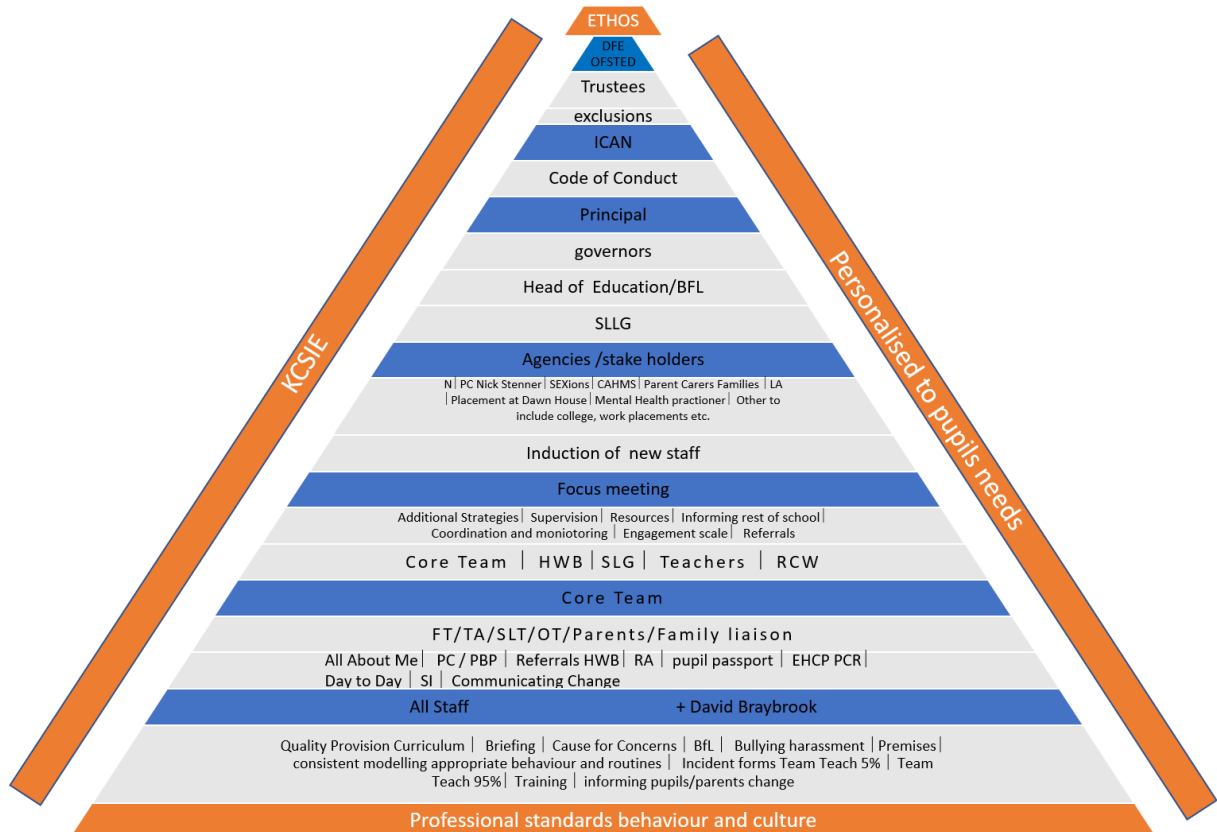 ETHOS
DFE
OFSTED
Trustees
exclusions
ICAN
Code of Conduct
Principal
governors
Head of Education/BFL
SLLG
Agencies /stake holders
N| PC Nick Stenner| SEXions| CAHMS| Parent Carers Families | LA
| Placement at Dawn House| Mental Health practioner| Other to
include college, work placements etc.
Induction of new staff
Focus meeting
Additional Strategies| Supervision| Resources| Informing rest of school|
Coordination and moniotoring | Engagement scale| Referrals
Core Team | HWB | SLG | Teachers | RCW
Core Team
FT/TA/SLT/OT/Parents/Family liaison
All About Me| PC / PBP | Referrals HWB| RA | pupil passport | EHCP PCR|
Day to Day | SI | Communicating Change
All Staff + David Braybrook
Quality Provision Curriculum | Briefing | Cause for Concerns | BfL | Bullying harassment | Premises|
consistent modelling appropriate behaviour and routines | Incident forms Team Teach 5% | Team
Teach 95%| Training | informing pupils/parents change
Professional standards behaviour and culture
KCSIE
Personalised to pupils needs